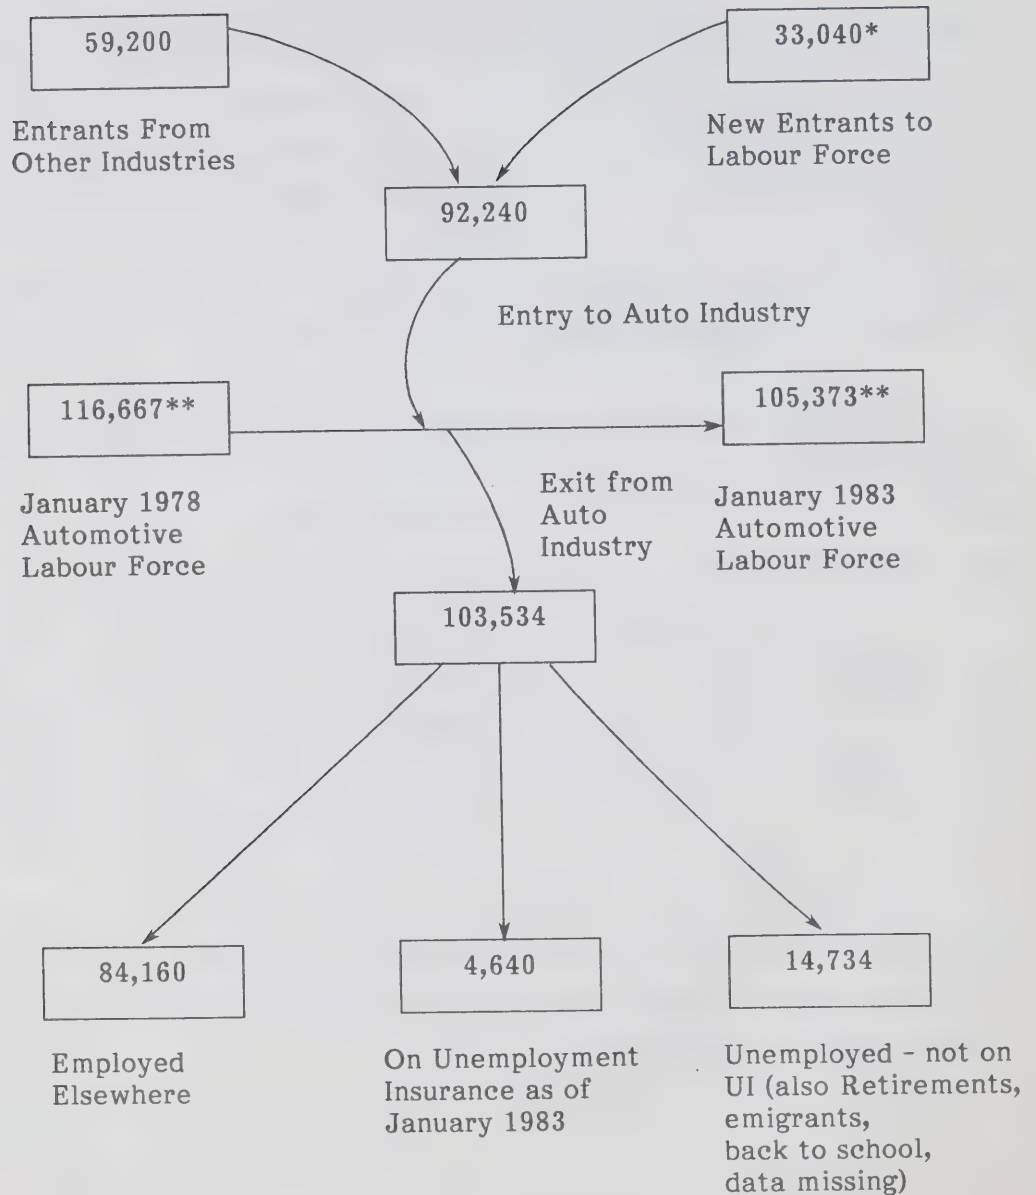 59,200
33,040*
Entrants From
Other Industries
New Entrants to
Labour Force
92,240
Entry to Auto Industry
116,667**
105,373**
January 1978
Automotive
Labour Force
Exit from
Auto
Industry
January 1983
Automotive
Labour Force
103,534
84,160
4,640
14,734
Employed
Elsewhere
On Unemployment
Insurance as of
January 1983
Unemployed - not on
UI (also Retirements,
emigrants,
back to school,
data missing)